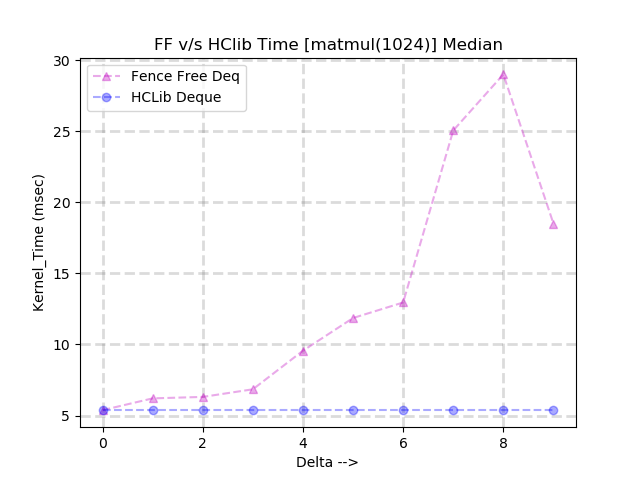 FF v/s HClib Time [matmul(1024)] Median
Fence Free Deq
HCLib Deque
Kernel_Time (msec)
30
25
20
15
10
5
0 2 4 6 8
Delta -->